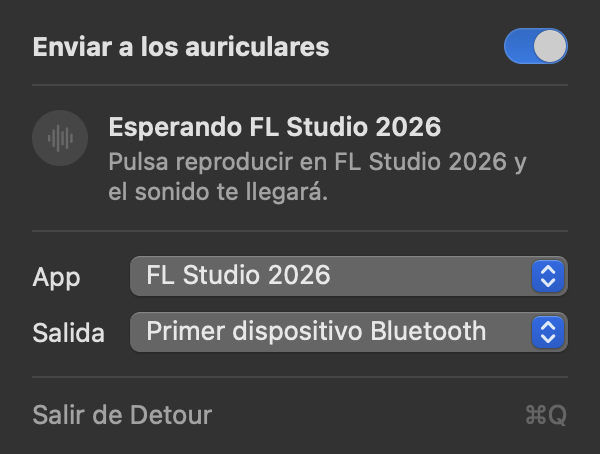 Enviar a los auriculares
Esperando FL Studio 2026
Pulsa reproducir en FL Studio 2026 y
el sonido te llegará.
App FL Studio 2026
Salida Primer dispositivo Bluetooth
Salir de Detour ⌘Q